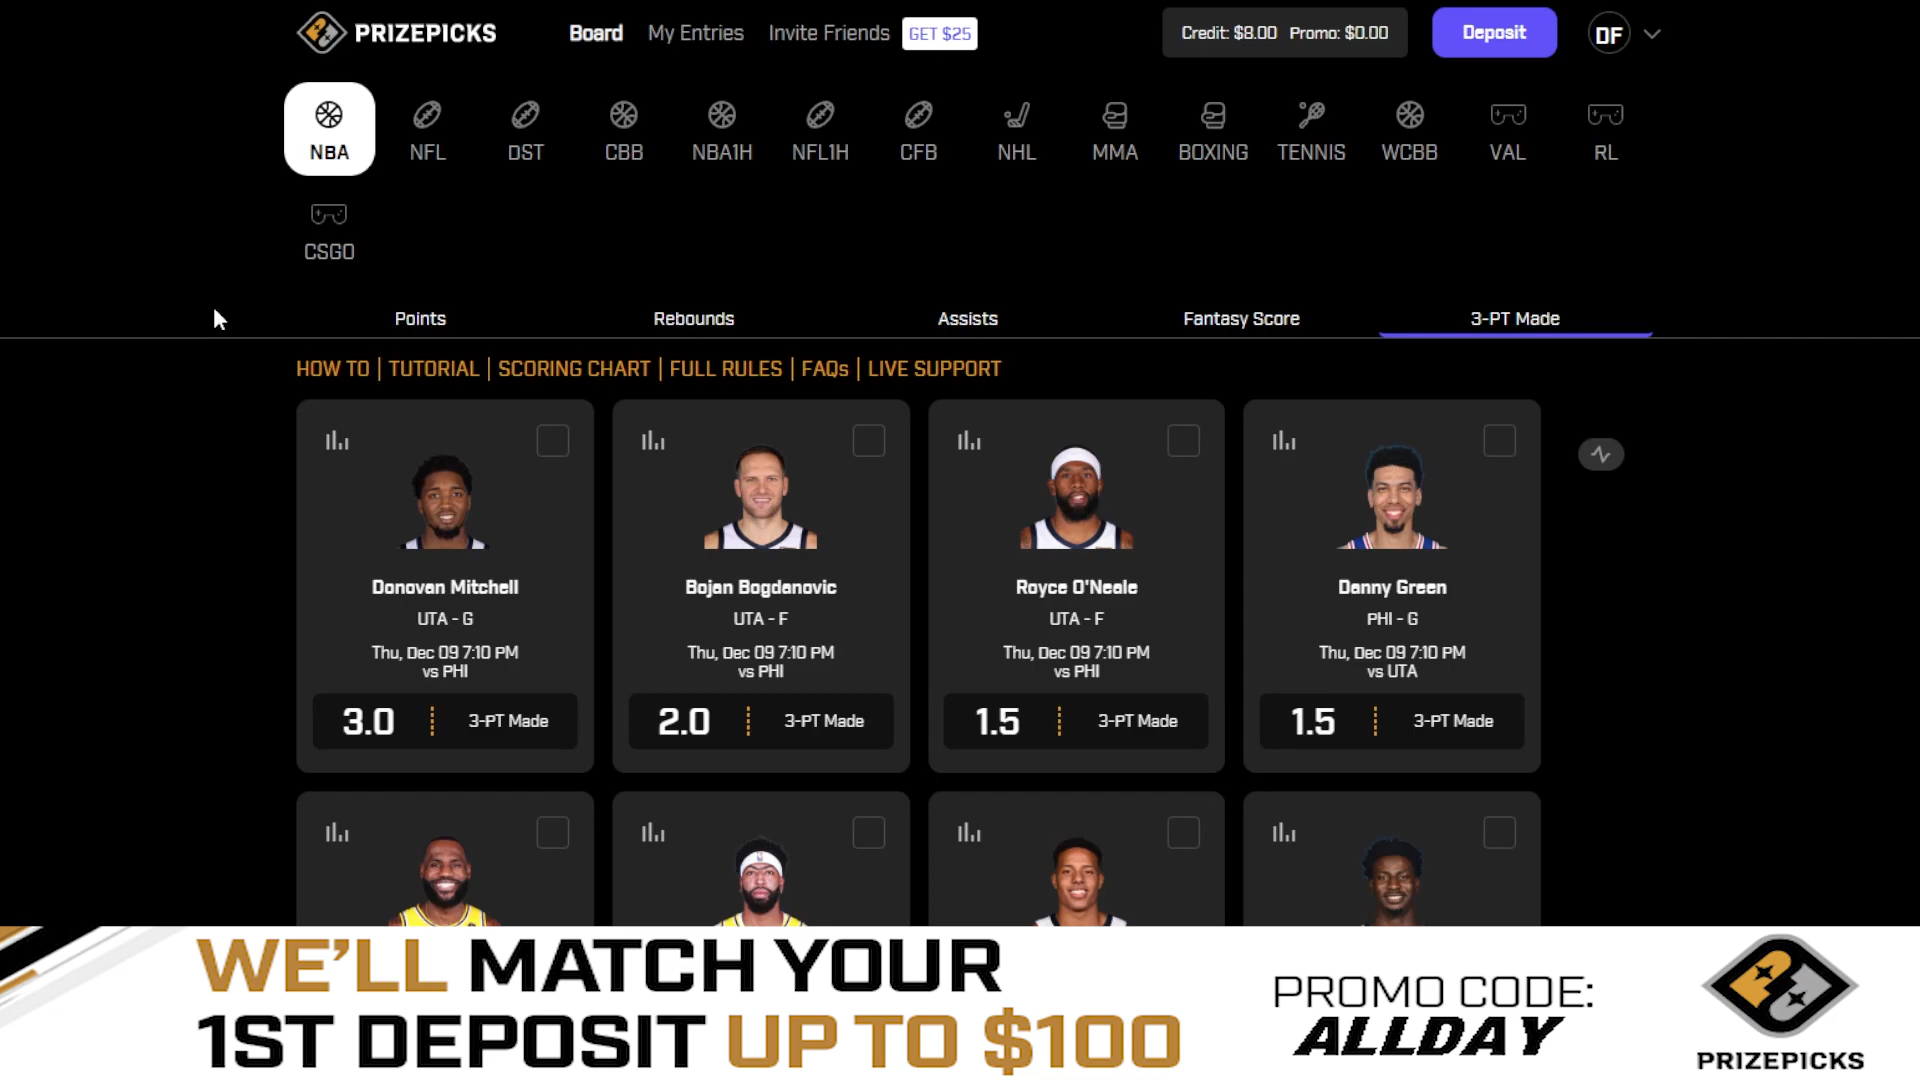 PRIZEPICKS Board My Entries Invite Friends GET $25 Credit: $8.00 Promo: $0.00 Deposit DF
NBA NFL DST CBB NBA1H NFL1H CFB NHL MMA BOXING TENNIS WCBB VAL RL
CSGO
Points Rebounds Assists Fantasy Score 3-PT Made
HOW TO | TUTORIAL | SCORING CHART | FULL RULES | FAQs | LIVE SUPPORT
Donovan Mitchell
UTA - G
Thu, Dec 09 7:10 PM
vs PHI
3.0 3-PT Made
Bojan Bogdanovic
UTA - F
Thu, Dec 09 7:10 PM
vs PHI
2.0 3-PT Made
Royce O'Neale
UTA - F
Thu, Dec 09 7:10 PM
vs PHI
1.5 3-PT Made
Danny Green
PHI - G
Thu, Dec 09 7:10 PM
vs UTA
1.5 3-PT Made
WE'LL MATCH YOUR
1ST DEPOSIT UP TO $100
PROMO CODE:
ALLDAY
PRIZEPICKS